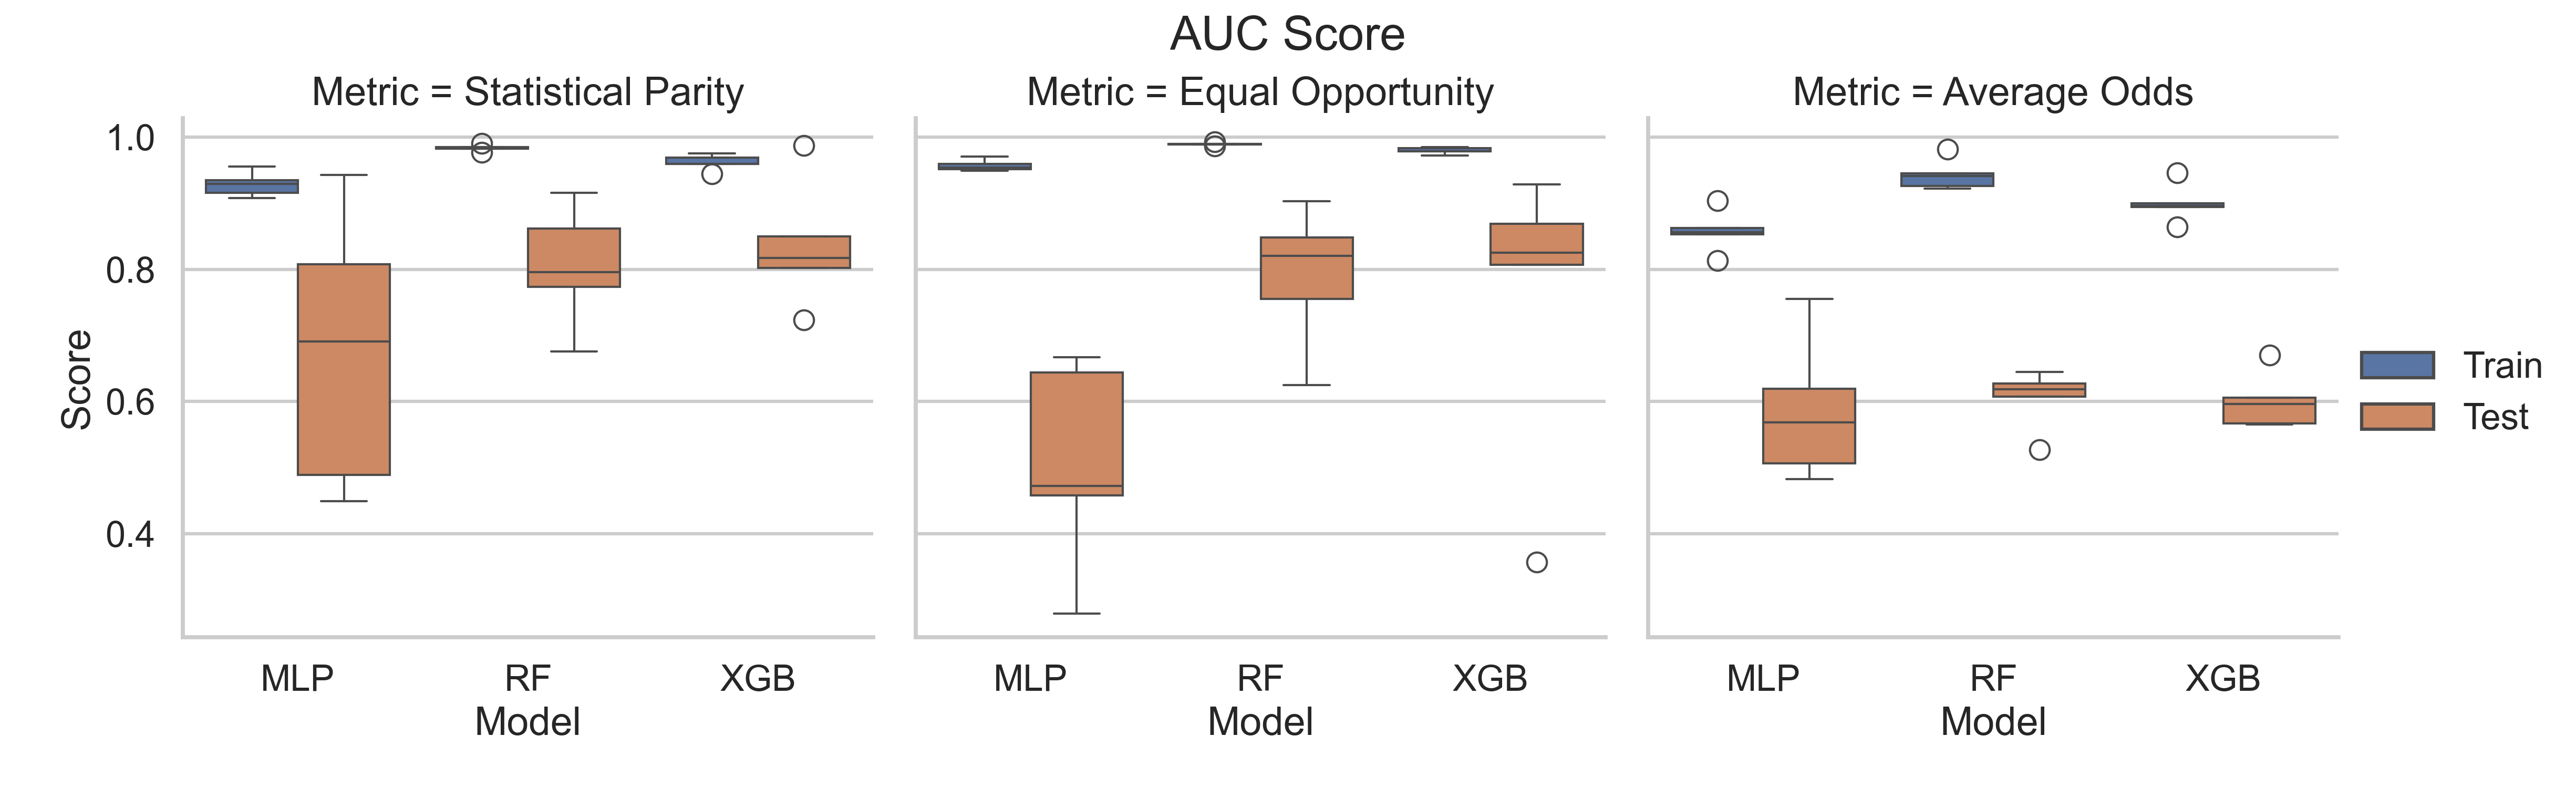 AUC Score
Metric = Statistical Parity
Metric = Equal Opportunity
Metric = Average Odds
1.0
0.8
0.6
0.4
Score
MLP RF XGB
Model
MLP RF XGB
Model
MLP RF XGB
Model
Train
Test